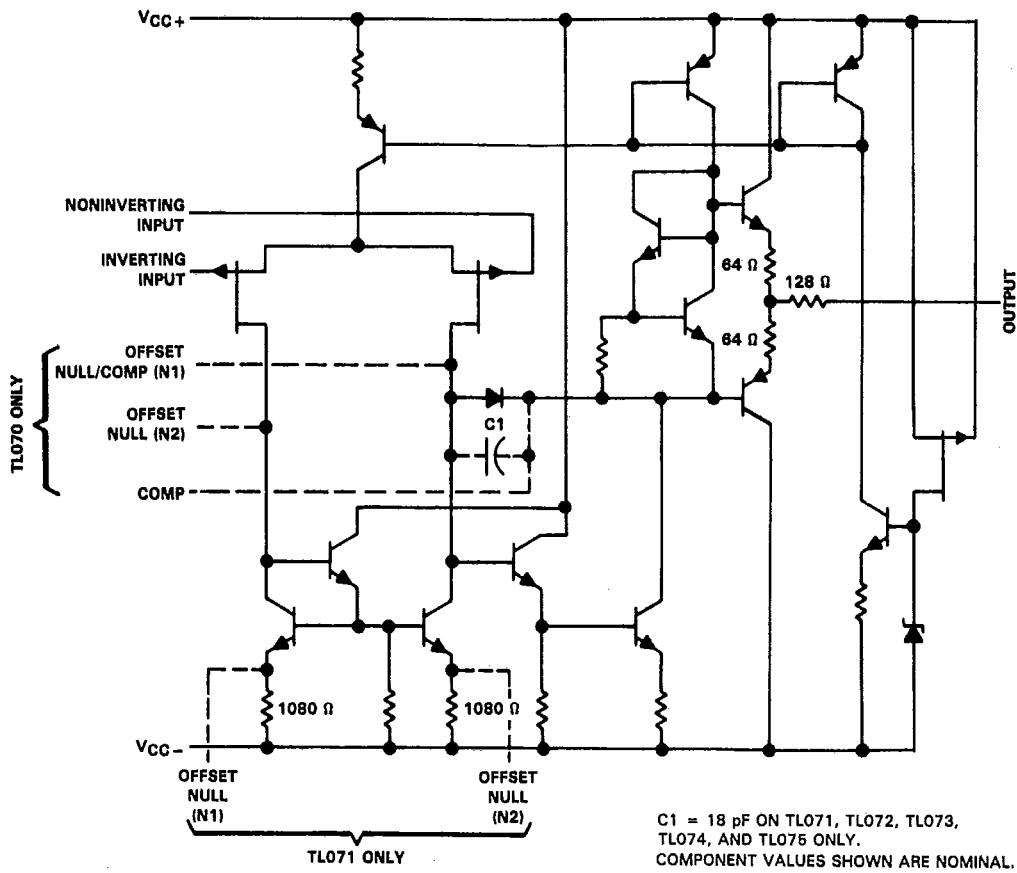 VCC+
NONINVERTING
INPUT
INVERTING
INPUT
64 Ω
128 Ω
OUTPUT
64 Ω
OFFSET
NULL/COMP (N1)
TL070 ONLY
OFFSET
NULL (N2)
C1
COMP
1080 Ω
1080 Ω
VCC−
OFFSET
NULL
(N1)
OFFSET
NULL
(N2)
TL071 ONLY
C1 = 18 pF ON TL071, TL072, TL073,
TL074, AND TL075 ONLY.
COMPONENT VALUES SHOWN ARE NOMINAL.